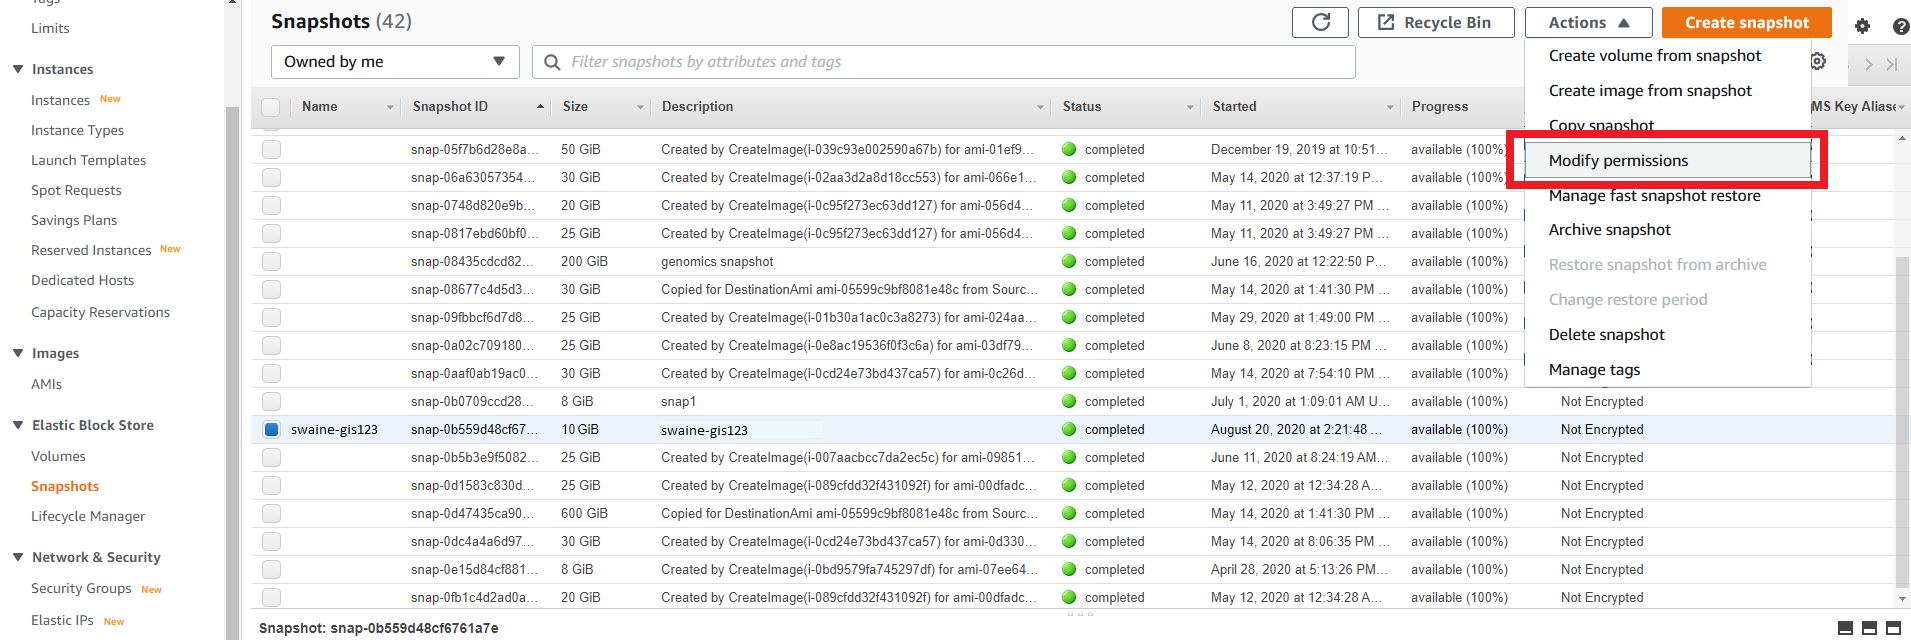 Tags
Limits
Instances
Instances New
Instance Types
Launch Templates
Spot Requests
Savings Plans
Reserved Instances New
Dedicated Hosts
Capacity Reservations
Images
AMIs
Elastic Block Store
Volumes
Snapshots
Lifecycle Manager
Network & Security
Security Groups New
Elastic IPs New
Snapshots (42)
Recycle Bin
Actions
Create snapshot
Owned by me
Filter snapshots by attributes and tags
Create volume from snapshot
Create image from snapshot
Copy snapshot
Modify permissions
Manage fast snapshot restore
Archive snapshot
Restore snapshot from archive
Change restore period
Delete snapshot
Manage tags
Name Snapshot ID Size Description Status Started Progress MS Key Aliase
snap-05f7b6d28e8a... 50 GiB Created by CreateImage(i-039c93e002590a67b) for ami-01ef9... completed December 19, 2019 at 10:51... available (100%)
snap-06a63057354... 30 GiB Created by CreateImage(i-02aa3d2a8d18cc553) for ami-066e1... completed May 14, 2020 at 12:37:19 P... available (100%)
snap-0748d820e9b... 20 GiB Created by CreateImage(i-0c95f273ec63dd127) for ami-056d4... completed May 11, 2020 at 3:49:27 PM ... available (100%)
snap-0817ebd60bf0... 25 GiB Created by CreateImage(i-0c95f273ec63dd127) for ami-056d4... completed May 11, 2020 at 3:49:27 PM ... available (100%)
snap-08435cdcd82... 200 GiB genomics snapshot completed June 16, 2020 at 12:22:50 P... available (100%)
snap-08677c4d5d3... 30 GiB Copied for DestinationAmi ami-05599c9bf8081e48c from Sourc... completed May 14, 2020 at 1:41:30 PM ... available (100%)
snap-09fbbcf6d7d8... 25 GiB Created by CreateImage(i-01b30a1ac0c3a8273) for ami-024aa... completed May 29, 2020 at 1:49:00 PM ... available (100%)
snap-0a02c709180... 25 GiB Created by CreateImage(i-0e8ac19536f0f3c6a) for ami-03df79... completed June 8, 2020 at 8:23:15 PM ... available (100%)
snap-0aaf0ab19ac0... 30 GiB Created by CreateImage(i-0cd24e73bd437ca57) for ami-0c26d... completed May 14, 2020 at 7:54:10 PM ... available (100%)
snap-0b0709ccd28... 8 GiB snap1 completed July 1, 2020 at 1:09:01 AM U... available (100%) Not Encrypted
swaine-gis123 snap-0b559d48cf67... 10 GiB swaine-gis123 completed August 20, 2020 at 2:21:48 ... available (100%) Not Encrypted
snap-0b5b3e9f5082... 25 GiB Created by CreateImage(i-007aacbcc7da2ec5c) for ami-09851... completed June 11, 2020 at 8:24:19 AM... available (100%) Not Encrypted
snap-0d1583c830d... 25 GiB Created by CreateImage(i-089cfdd32f431092f) for ami-00dfadc... completed May 12, 2020 at 12:34:28 A... available (100%) Not Encrypted
snap-0d47435ca90... 600 GiB Copied for DestinationAmi ami-05599c9bf8081e48c from Sourc... completed May 14, 2020 at 1:41:30 PM ... available (100%) Not Encrypted
snap-0dc4a4a6d97... 30 GiB Created by CreateImage(i-0cd24e73bd437ca57) for ami-0d330... completed May 14, 2020 at 8:06:35 PM ... available (100%) Not Encrypted
snap-0e15d84cf881... 8 GiB Created by CreateImage(i-0bd9579fa745297df) for ami-07ee64... completed April 28, 2020 at 5:13:26 PM ... available (100%) Not Encrypted
snap-0fb1c4d2ad0a... 20 GiB Created by CreateImage(i-089cfdd32f431092f) for ami-00dfadc... completed May 12, 2020 at 12:34:28 A... available (100%) Not Encrypted
Snapshot: snap-0b559d48cf6761a7e